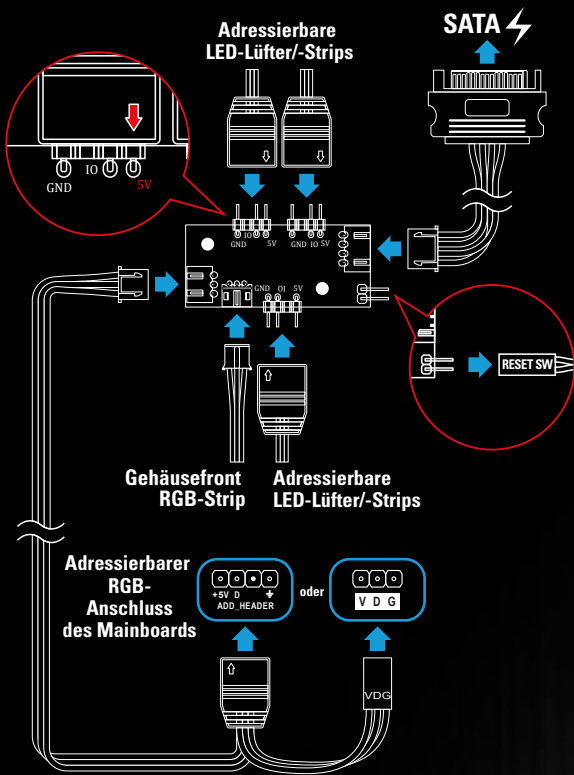 Adressierbare
LED-Lüfter/-Strips
SATA
GND IO 5V
GND IO 5V
GND IO 5V
GND OI 5V
RESET SW
Gehäusefront
RGB-Strip
Adressierbare
LED-Lüfter/-Strips
Adressierbarer
RGB-
Anschluss
des Mainboards
+5V D
ADD_HEADER
oder
V D G
VDG